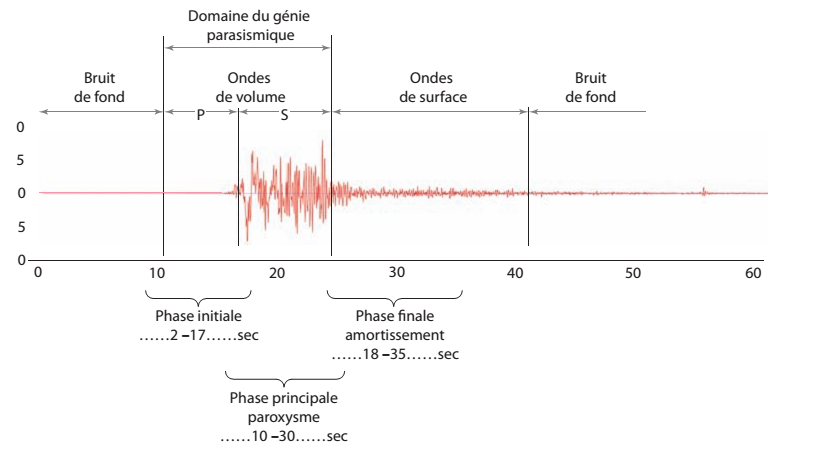 Domaine du génie
parasismique
Bruit
de fond
Ondes
de volume
Ondes
de surface
Bruit
de fond
P
S
0
5
0
5
0
0 10 20 30 40 50 60
Phase initiale
......2 –17......sec
Phase finale
amortissement
......18 –35......sec
Phase principale
paroxysme
......10 –30......sec